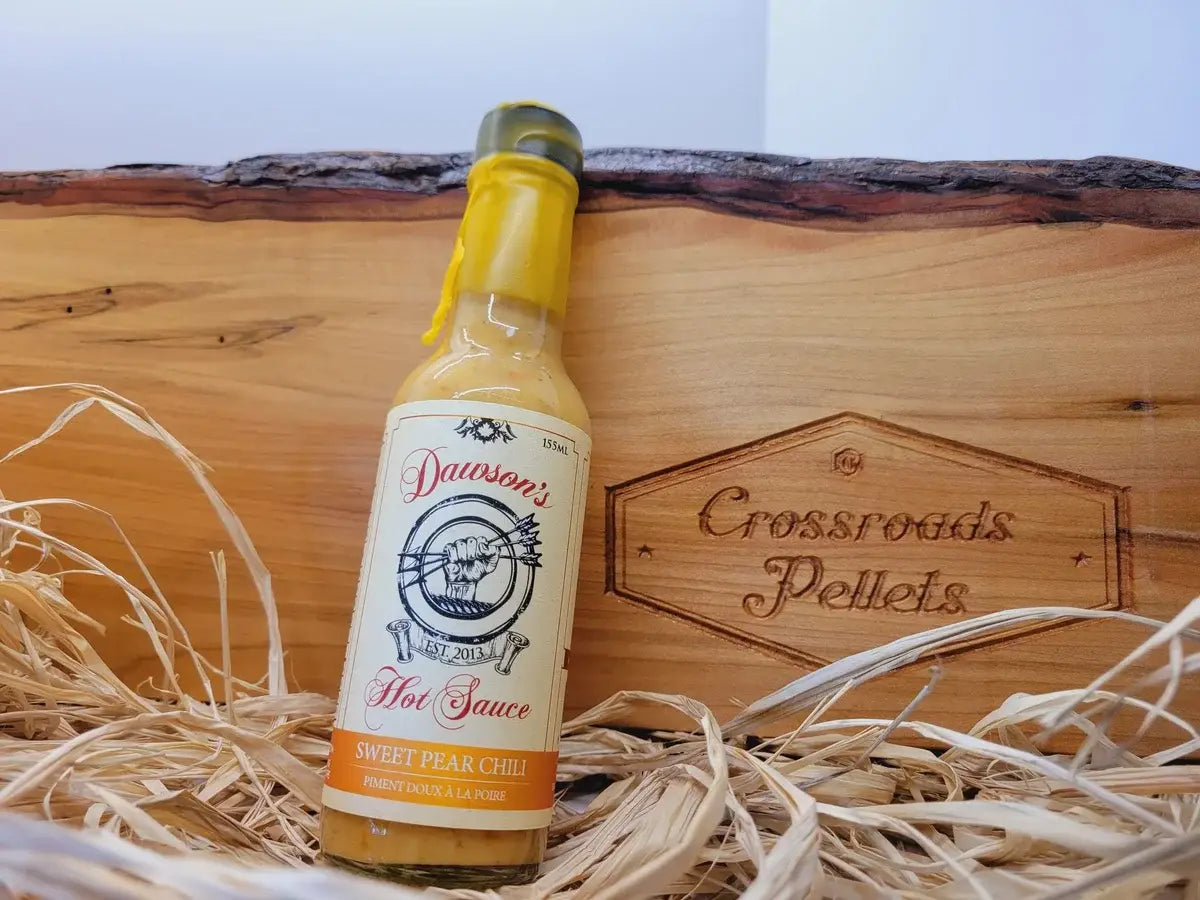 155ML
Dawson's
EST. 2013
Hot Sauce
SWEET PEAR CHILI
PIMENT DOUX À LA POIRE
Crossroads
Pellets